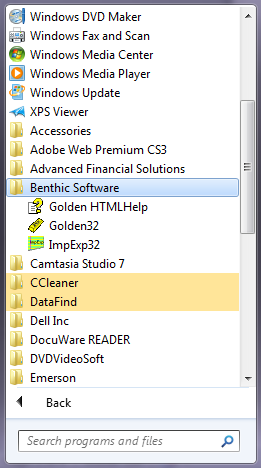 Windows DVD Maker
Windows Fax and Scan
Windows Media Center
Windows Media Player
Windows Update
XPS Viewer
Accessories
Adobe Web Premium CS3
Advanced Financial Solutions
Benthic Software
Golden HTMLHelp
Golden32
ImpExp
ImpExp32
Camtasia Studio 7
CCleaner
DataFind
Dell Inc
DocuWare READER
DVDVideoSoft
Emerson
Back
Search programs and files